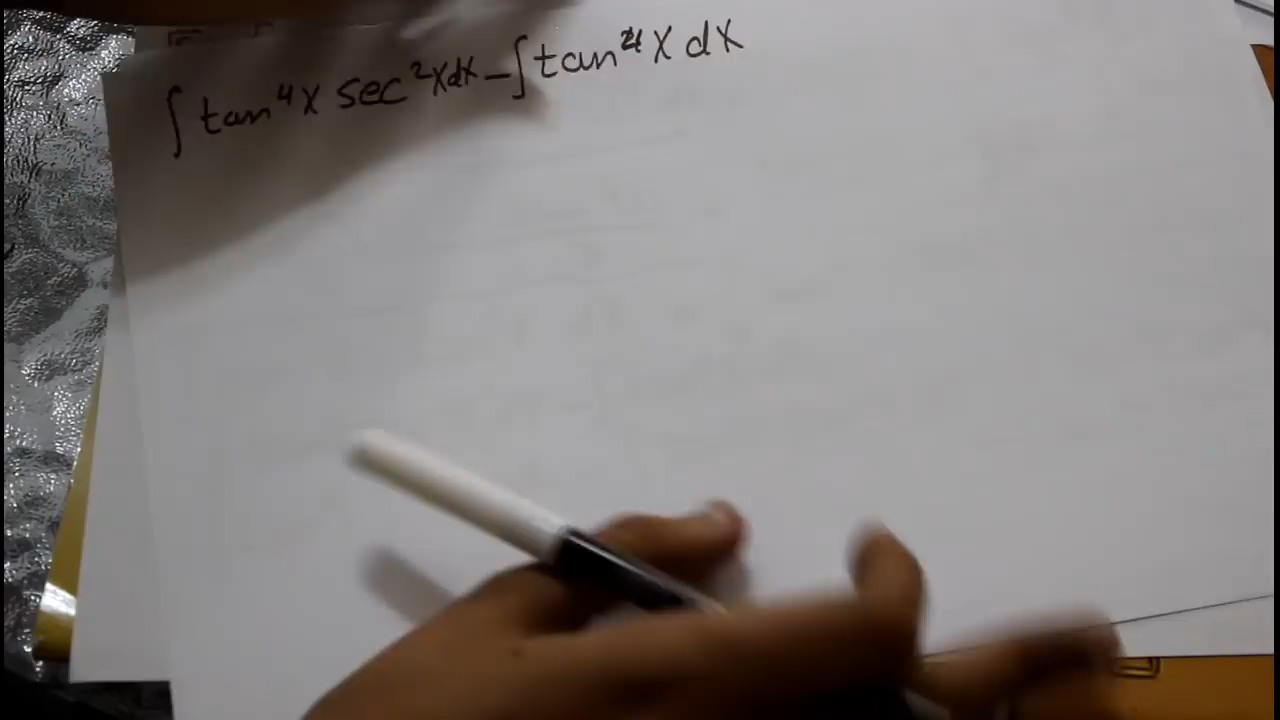 ∫ tan⁴x sec²x dx − ∫ tan⁴x dx